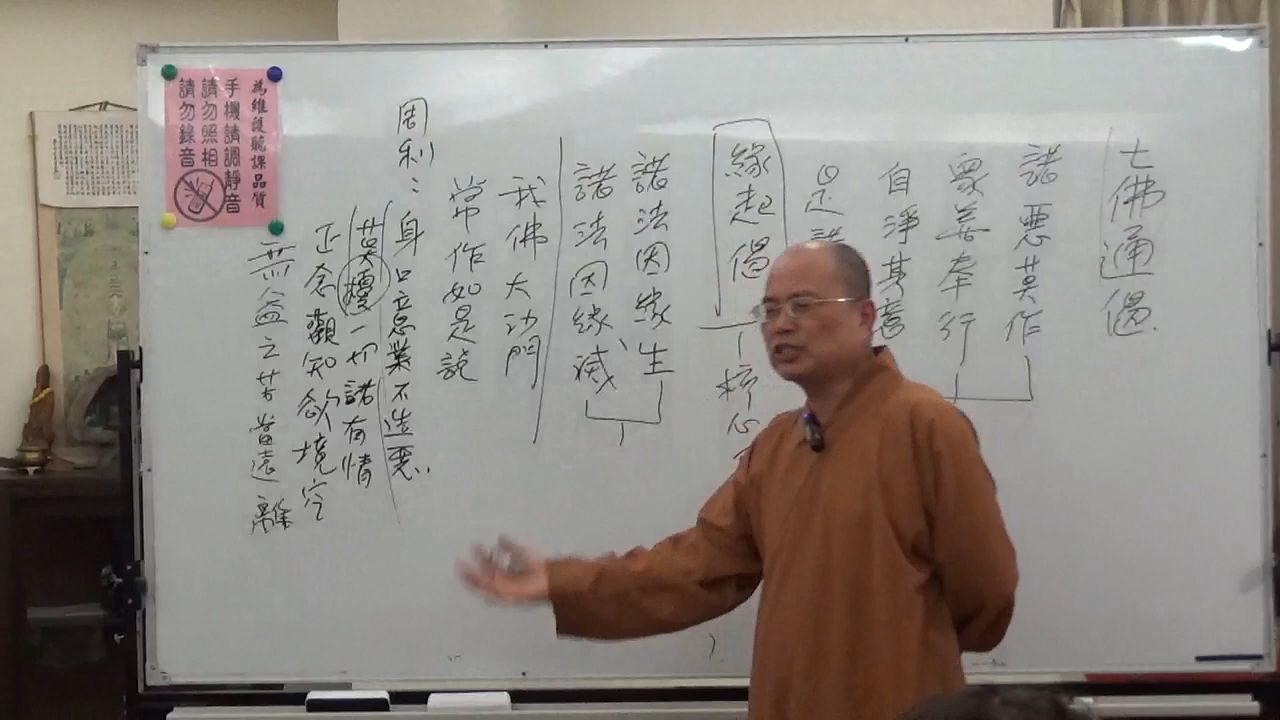 七佛通偈
諸惡莫作
眾善奉行
自淨其意
是諸
緣起偈
核心
諸法因緣生
諸法因緣滅
我佛大沙門
常作如是說
周利:
身口意業不造惡
莫擾一切諸有情
正念觀知欲境空
無益之苦當遠離
為維護聽課品質
手機請調靜音
請勿照相
請勿錄音